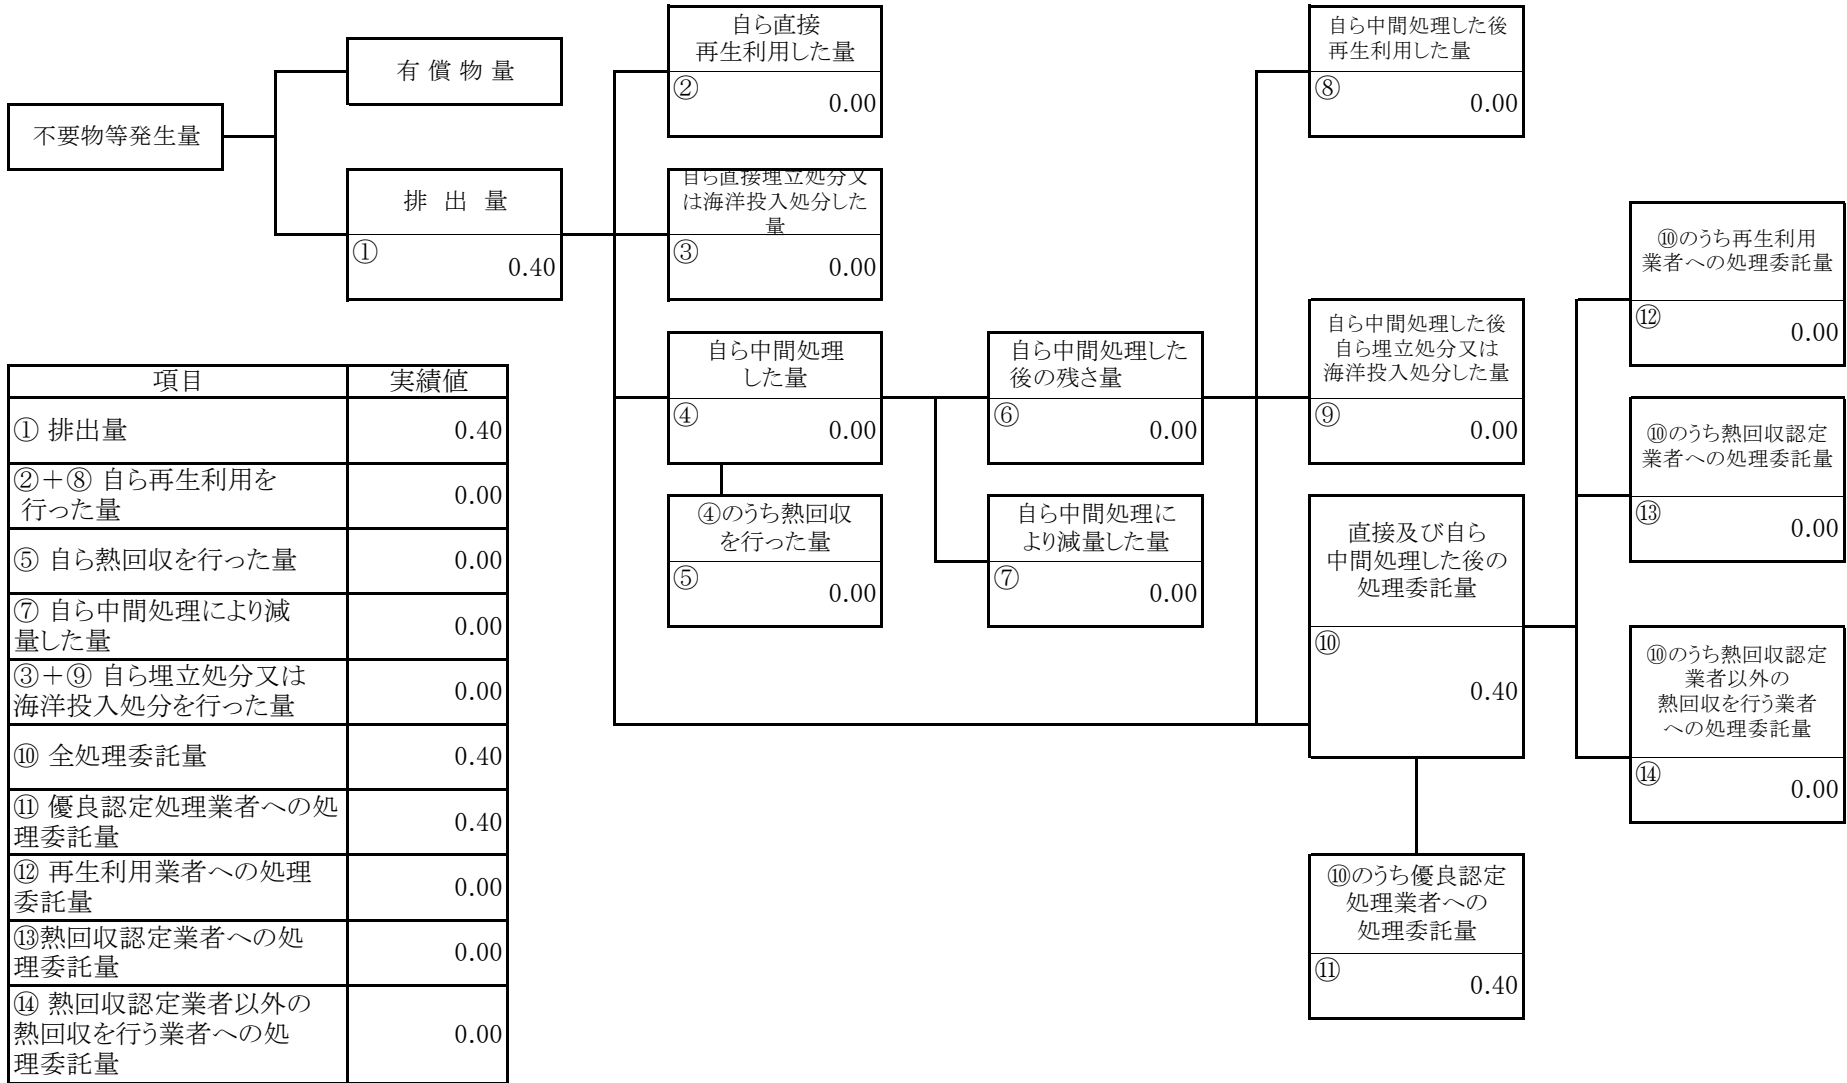 不要物等発生量
有 償 物 量
排 出 量
①
0.40
自ら直接
再生利用した量
②
0.00
自ら直接埋立処分又
は海洋投入処分した
量
③
0.00
自ら中間処理
した量
④
0.00
④のうち熱回収
を行った量
⑤
0.00
自ら中間処理した
後の残さ量
⑥
0.00
自ら中間処理に
より減量した量
⑦
0.00
自ら中間処理した後
再生利用した量
⑧
0.00
自ら中間処理した後
自ら埋立処分又は
海洋投入処分した量
⑨
0.00
直接及び自ら
中間処理した後の
処理委託量
⑩
0.40
⑩のうち優良認定
処理業者への
処理委託量
⑪
0.40
⑩のうち再生利用
業者への処理委託量
⑫
0.00
⑩のうち熱回収認定
業者への処理委託量
⑬
0.00
⑩のうち熱回収認定
業者以外の
熱回収を行う業者
への処理委託量
⑭
0.00
項目 実績値
① 排出量 0.40
②＋⑧ 自ら再生利用を
行った量 0.00
⑤ 自ら熱回収を行った量 0.00
⑦ 自ら中間処理により減
量した量 0.00
③＋⑨ 自ら埋立処分又は
海洋投入処分を行った量 0.00
⑩ 全処理委託量 0.40
⑪ 優良認定処理業者への処
理委託量 0.40
⑫ 再生利用業者への処理
委託量 0.00
⑬熱回収認定業者への処
理委託量 0.00
⑭ 熱回収認定業者以外の
熱回収を行う業者への処
理委託量 0.00